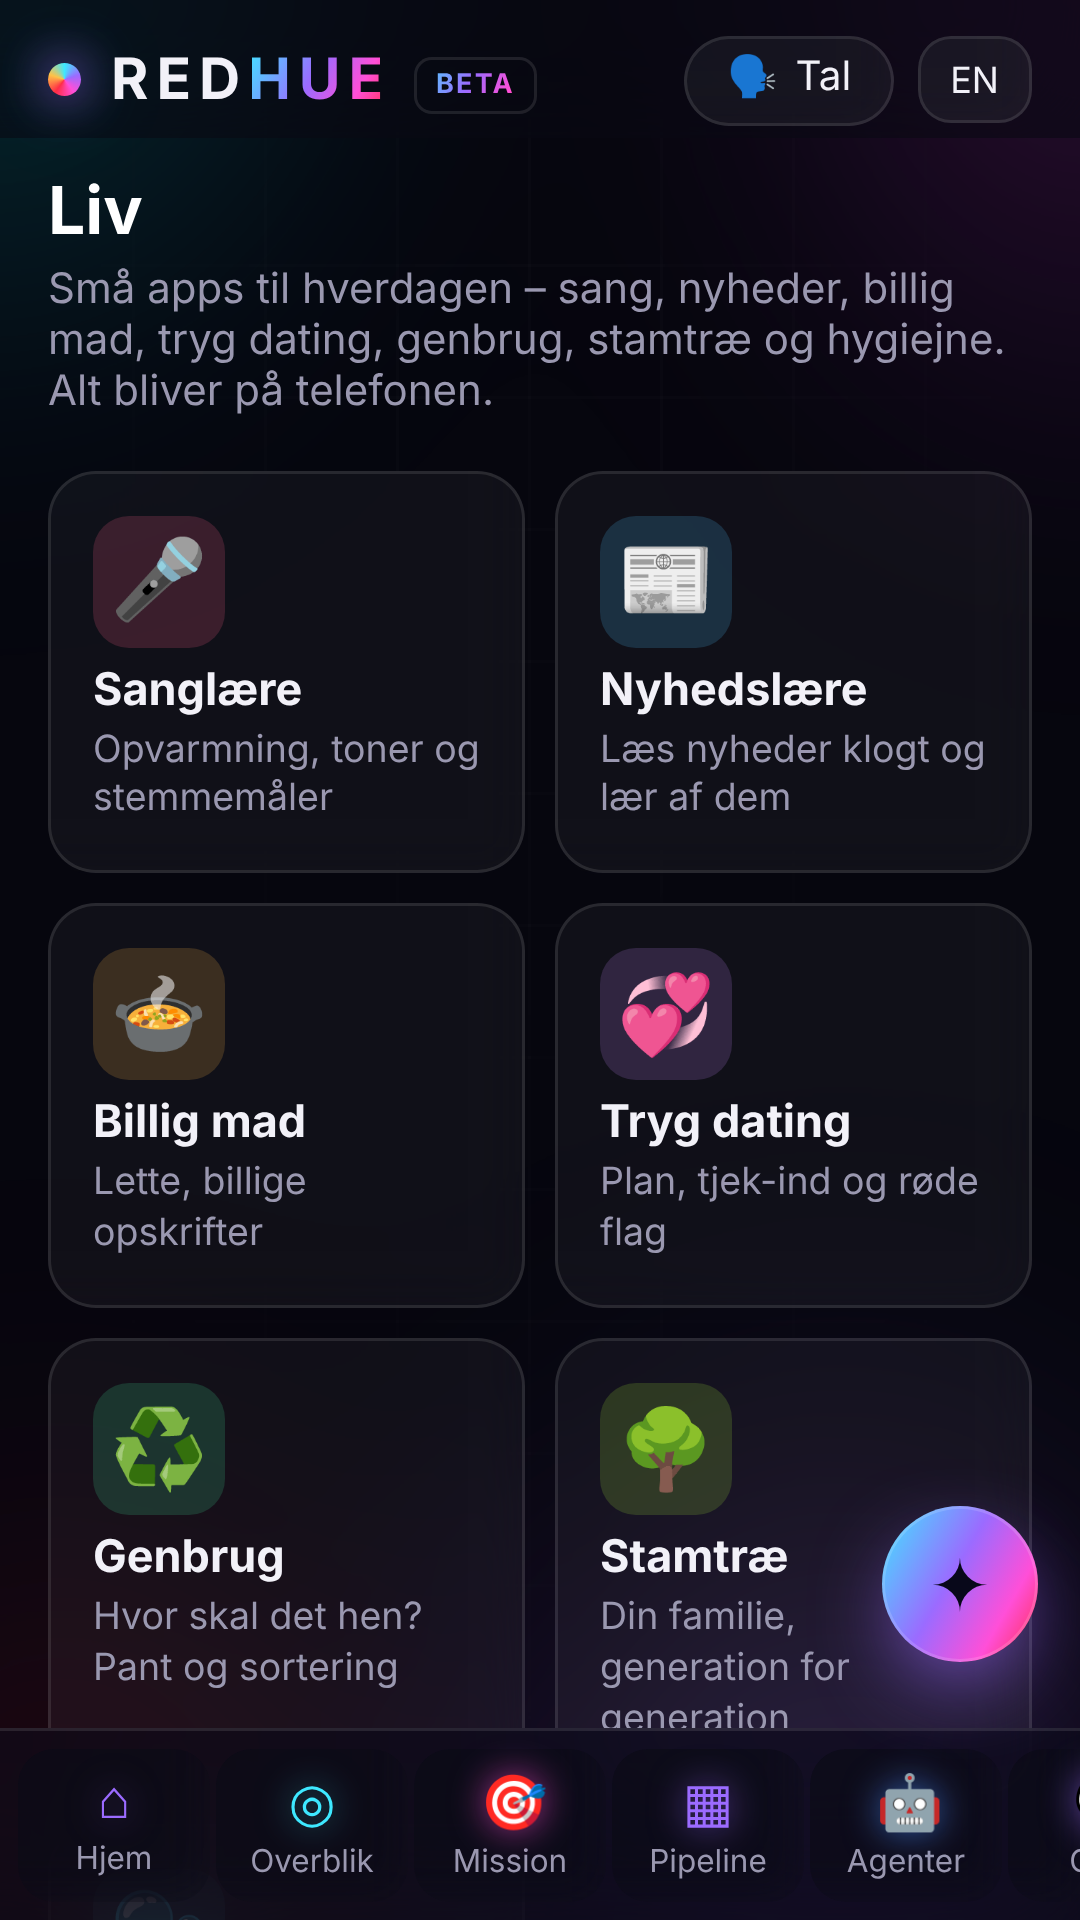 REDHUE BETA
🗣️ Tal
EN
Liv
Små apps til hverdagen – sang, nyheder, billig
mad, tryg dating, genbrug, stamtræ og hygiejne.
Alt bliver på telefonen.
Sanglære
Opvarmning, toner og
stemmemåler
Nyhedslære
Læs nyheder klogt og
lær af dem
Billig mad
Lette, billige
opskrifter
Tryg dating
Plan, tjek-ind og røde
flag
Genbrug
Hvor skal det hen?
Pant og sortering
Stamtræ
Din familie,
generation for
generation
Hjem
Overblik
Mission
Pipeline
Agenter